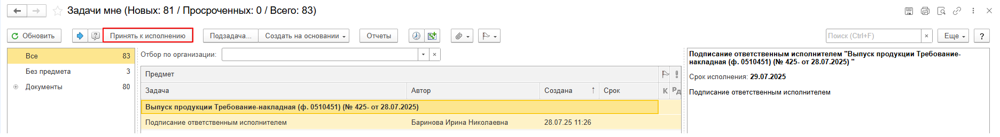 Задачи мне (Новых: 81 / Просроченных: 0 / Всего: 83)
Обновить
Принять к исполнению
Подзадача...
Создать на основании
Отчеты
Поиск (Ctrl+F)
×
Еще
?
Все 83
Без предмета 3
Документы 80
Отбор по организации:
×
Предмет
Задача Автор Создана ↑ Срок К Рд
Выпуск продукции Требование-накладная (ф. 0510451) (№ 425- от 28.07.2025)
Подписание ответственным исполнителем Баринова Ирина Николаевна 28.07.25 11:26
Подписание ответственным исполнителем "Выпуск продукции Требование-
накладная (ф. 0510451) (№ 425- от 28.07.2025) "
Срок исполнения: 29.07.2025
Подписание ответственным исполнителем